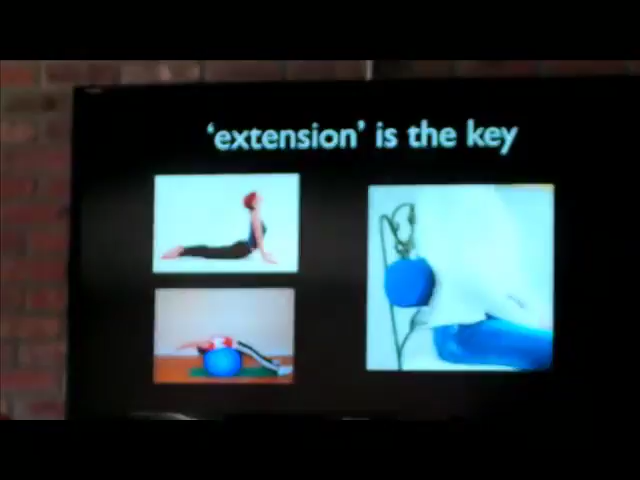 ‘extension’ is the key